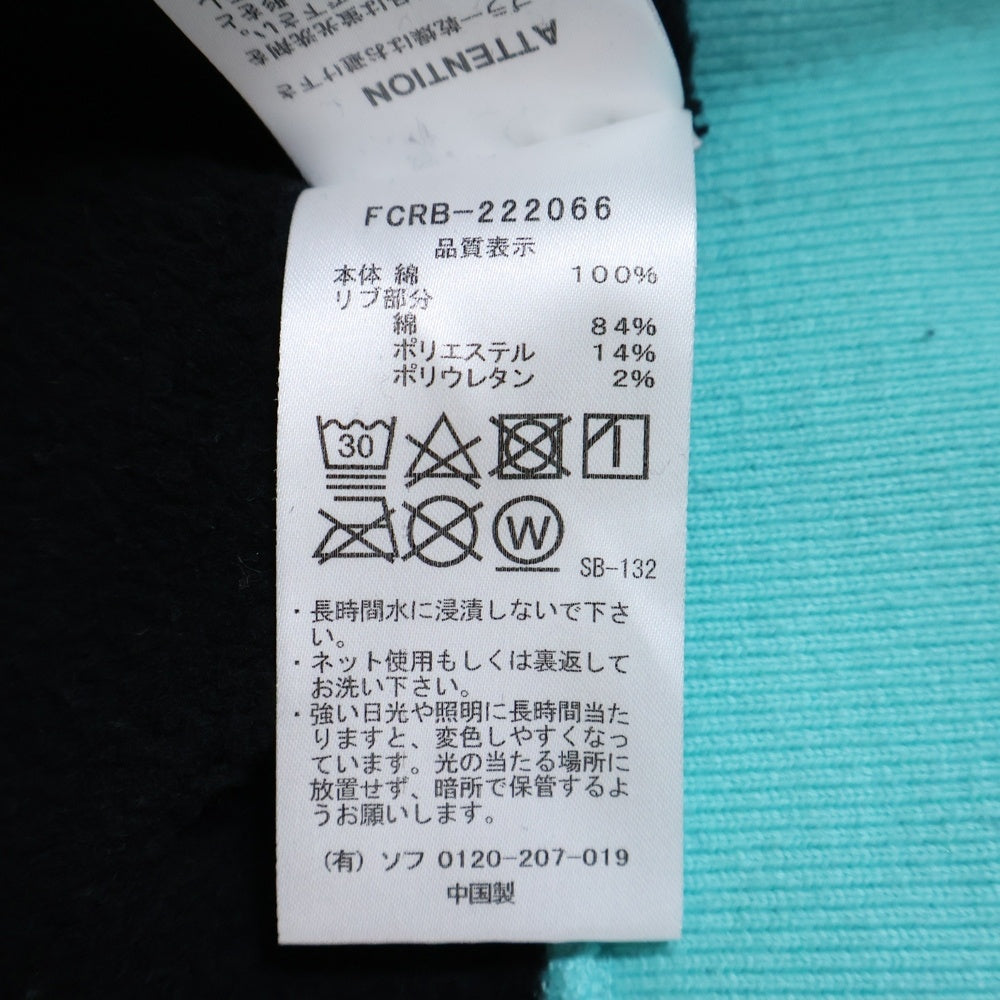 ATTENTION
FCRB-222066
品質表示
本体 綿 100%
リブ部分
綿 84%
ポリエステル 14%
ポリウレタン 2%
30
W
SB-132
・長時間水に浸漬しないで下さ
い。
・ネット使用もしくは裏返して
お洗い下さい。
・強い日光や照明に長時間当た
りますと、変色しやすくなっ
ています。光の当たる場所に
放置せず、暗所で保管するよ
うお願いします。
(有) ソフ 0120-207-019
中国製